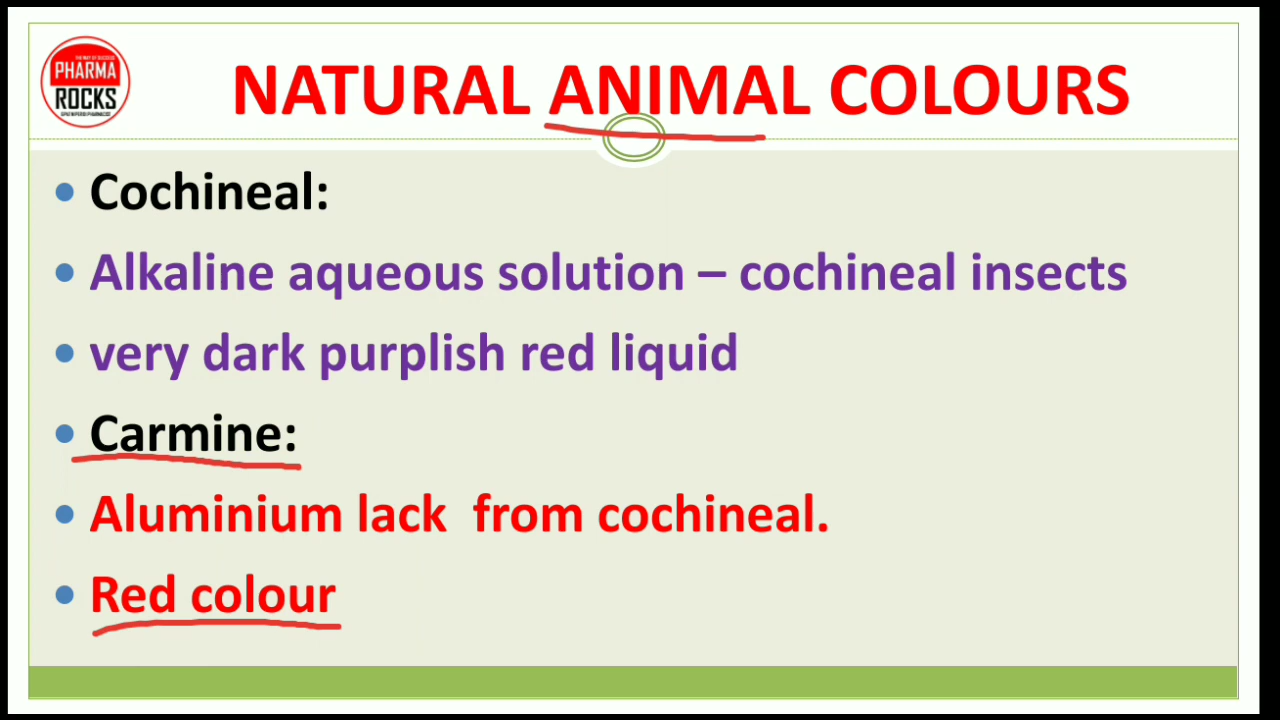 PHARMA
ROCKS
NATURAL ANIMAL COLOURS
• Cochineal:
• Alkaline aqueous solution – cochineal insects
• very dark purplish red liquid
• Carmine:
• Aluminium lack from cochineal.
• Red colour